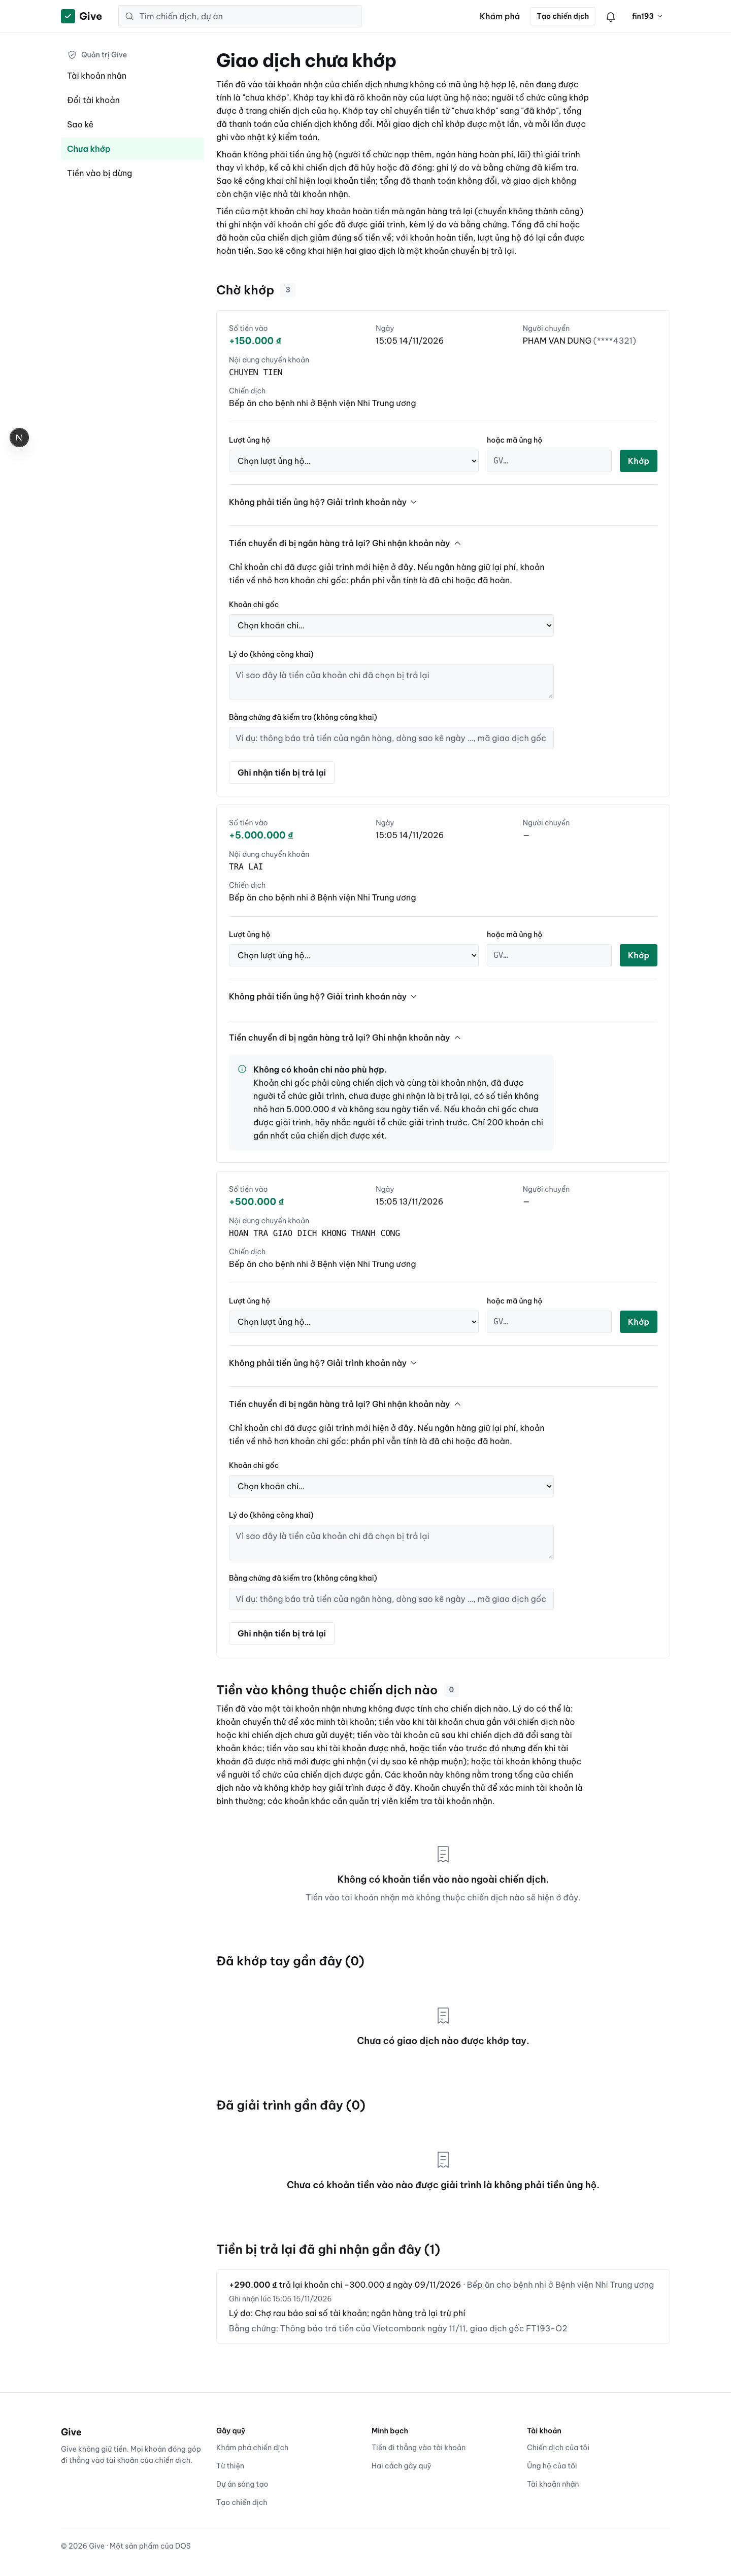 Give
Tìm chiến dịch, dự án
Khám phá
Tạo chiến dịch
fin193
Quản trị Give
Tài khoản nhận
Đổi tài khoản
Sao kê
Chưa khớp
Tiền vào bị dừng
N
Giao dịch chưa khớp
Tiền đã vào tài khoản nhận của chiến dịch nhưng không có mã ủng hộ hợp lệ, nên đang được
tính là "chưa khớp". Khớp tay khi đã rõ khoản này của lượt ủng hộ nào; người tổ chức cũng khớp
được ở trang chiến dịch của họ. Khớp tay chỉ chuyển tiền từ "chưa khớp" sang "đã khớp", tổng
đã thanh toán của chiến dịch không đổi. Mỗi giao dịch chỉ khớp được một lần, và mỗi lần được
ghi vào nhật ký kiểm toán.
Khoản không phải tiền ủng hộ (người tổ chức nạp thêm, ngân hàng hoàn phí, lãi) thì giải trình
thay vì khớp, kể cả khi chiến dịch đã hủy hoặc đã đóng: ghi lý do và bằng chứng đã kiểm tra.
Sao kê công khai chỉ hiện loại khoản tiền; tổng đã thanh toán không đổi, và giao dịch không
còn chặn việc nhả tài khoản nhận.
Tiền của một khoản chi hay khoản hoàn tiền mà ngân hàng trả lại (chuyển không thành công)
thì ghi nhận với khoản chi gốc đã được giải trình, kèm lý do và bằng chứng. Tổng đã chi hoặc
đã hoàn của chiến dịch giảm đúng số tiền về; với khoản hoàn tiền, lượt ủng hộ đó lại cần được
hoàn tiền. Sao kê công khai hiện hai giao dịch là một khoản chuyển bị trả lại.
Chờ khớp 3
Số tiền vào
+150.000 ₫
Ngày
15:05 14/11/2026
Người chuyển
PHAM VAN DUNG (****4321)
Nội dung chuyển khoản
CHUYEN TIEN
Chiến dịch
Bếp ăn cho bệnh nhi ở Bệnh viện Nhi Trung ương
Lượt ủng hộ
Chọn lượt ủng hộ...
hoặc mã ủng hộ
GV…
Khớp
Không phải tiền ủng hộ? Giải trình khoản này
Tiền chuyển đi bị ngân hàng trả lại? Ghi nhận khoản này
Chỉ khoản chi đã được giải trình mới hiện ở đây. Nếu ngân hàng giữ lại phí, khoản
tiền về nhỏ hơn khoản chi gốc: phần phí vẫn tính là đã chi hoặc đã hoàn.
Khoản chi gốc
Chọn khoản chi...
Lý do (không công khai)
Vì sao đây là tiền của khoản chi đã chọn bị trả lại
Bằng chứng đã kiểm tra (không công khai)
Ví dụ: thông báo trả tiền của ngân hàng, dòng sao kê ngày ..., mã giao dịch gốc
Ghi nhận tiền bị trả lại
Số tiền vào
+5.000.000 ₫
Ngày
15:05 14/11/2026
Người chuyển
—
Nội dung chuyển khoản
TRA LAI
Chiến dịch
Bếp ăn cho bệnh nhi ở Bệnh viện Nhi Trung ương
Lượt ủng hộ
Chọn lượt ủng hộ...
hoặc mã ủng hộ
GV…
Khớp
Không phải tiền ủng hộ? Giải trình khoản này
Tiền chuyển đi bị ngân hàng trả lại? Ghi nhận khoản này
Không có khoản chi nào phù hợp.
Khoản chi gốc phải cùng chiến dịch và cùng tài khoản nhận, đã được
người tổ chức giải trình, chưa được ghi nhận là bị trả lại, có số tiền không
nhỏ hơn 5.000.000 ₫ và không sau ngày tiền về. Nếu khoản chi gốc chưa
được giải trình, hãy nhắc người tổ chức giải trình trước. Chỉ 200 khoản chi
gần nhất của chiến dịch được xét.
Số tiền vào
+500.000 ₫
Ngày
15:05 13/11/2026
Người chuyển
—
Nội dung chuyển khoản
HOAN TRA GIAO DICH KHONG THANH CONG
Chiến dịch
Bếp ăn cho bệnh nhi ở Bệnh viện Nhi Trung ương
Lượt ủng hộ
Chọn lượt ủng hộ...
hoặc mã ủng hộ
GV…
Khớp
Không phải tiền ủng hộ? Giải trình khoản này
Tiền chuyển đi bị ngân hàng trả lại? Ghi nhận khoản này
Chỉ khoản chi đã được giải trình mới hiện ở đây. Nếu ngân hàng giữ lại phí, khoản
tiền về nhỏ hơn khoản chi gốc: phần phí vẫn tính là đã chi hoặc đã hoàn.
Khoản chi gốc
Chọn khoản chi...
Lý do (không công khai)
Vì sao đây là tiền của khoản chi đã chọn bị trả lại
Bằng chứng đã kiểm tra (không công khai)
Ví dụ: thông báo trả tiền của ngân hàng, dòng sao kê ngày ..., mã giao dịch gốc
Ghi nhận tiền bị trả lại
Tiền vào không thuộc chiến dịch nào 0
Tiền đã vào một tài khoản nhận nhưng không được tính cho chiến dịch nào. Lý do có thể là:
khoản chuyển thử để xác minh tài khoản; tiền vào khi tài khoản chưa gắn với chiến dịch nào
hoặc khi chiến dịch chưa gửi duyệt; tiền vào tài khoản cũ sau khi chiến dịch đã đổi sang tài
khoản khác; tiền vào sau khi tài khoản được nhả, hoặc tiền vào trước đó nhưng đến khi tài
khoản đã được nhả mới được ghi nhận (ví dụ sao kê nhập muộn); hoặc tài khoản không thuộc
về người tổ chức của chiến dịch được gắn. Các khoản này không nằm trong tổng của chiến
dịch nào và không khớp hay giải trình được ở đây. Khoản chuyển thử để xác minh tài khoản là
bình thường; các khoản khác cần quản trị viên kiểm tra tài khoản nhận.
Không có khoản tiền vào nào ngoài chiến dịch.
Tiền vào tài khoản nhận mà không thuộc chiến dịch nào sẽ hiện ở đây.
Đã khớp tay gần đây (0)
Chưa có giao dịch nào được khớp tay.
Đã giải trình gần đây (0)
Chưa có khoản tiền vào nào được giải trình là không phải tiền ủng hộ.
Tiền bị trả lại đã ghi nhận gần đây (1)
+290.000 ₫ trả lại khoản chi -300.000 ₫ ngày 09/11/2026 · Bếp ăn cho bệnh nhi ở Bệnh viện Nhi Trung ương
Ghi nhận lúc 15:05 15/11/2026
Lý do: Chợ rau báo sai số tài khoản; ngân hàng trả lại trừ phí
Bằng chứng: Thông báo trả tiền của Vietcombank ngày 11/11, giao dịch gốc FT193-O2
Give
Give không giữ tiền. Mọi khoản đóng góp
đi thẳng vào tài khoản của chiến dịch.
Gây quỹ
Khám phá chiến dịch
Từ thiện
Dự án sáng tạo
Tạo chiến dịch
Minh bạch
Tiền đi thẳng vào tài khoản
Hai cách gây quỹ
Tài khoản
Chiến dịch của tôi
Ủng hộ của tôi
Tài khoản nhận
© 2026 Give · Một sản phẩm của DOS